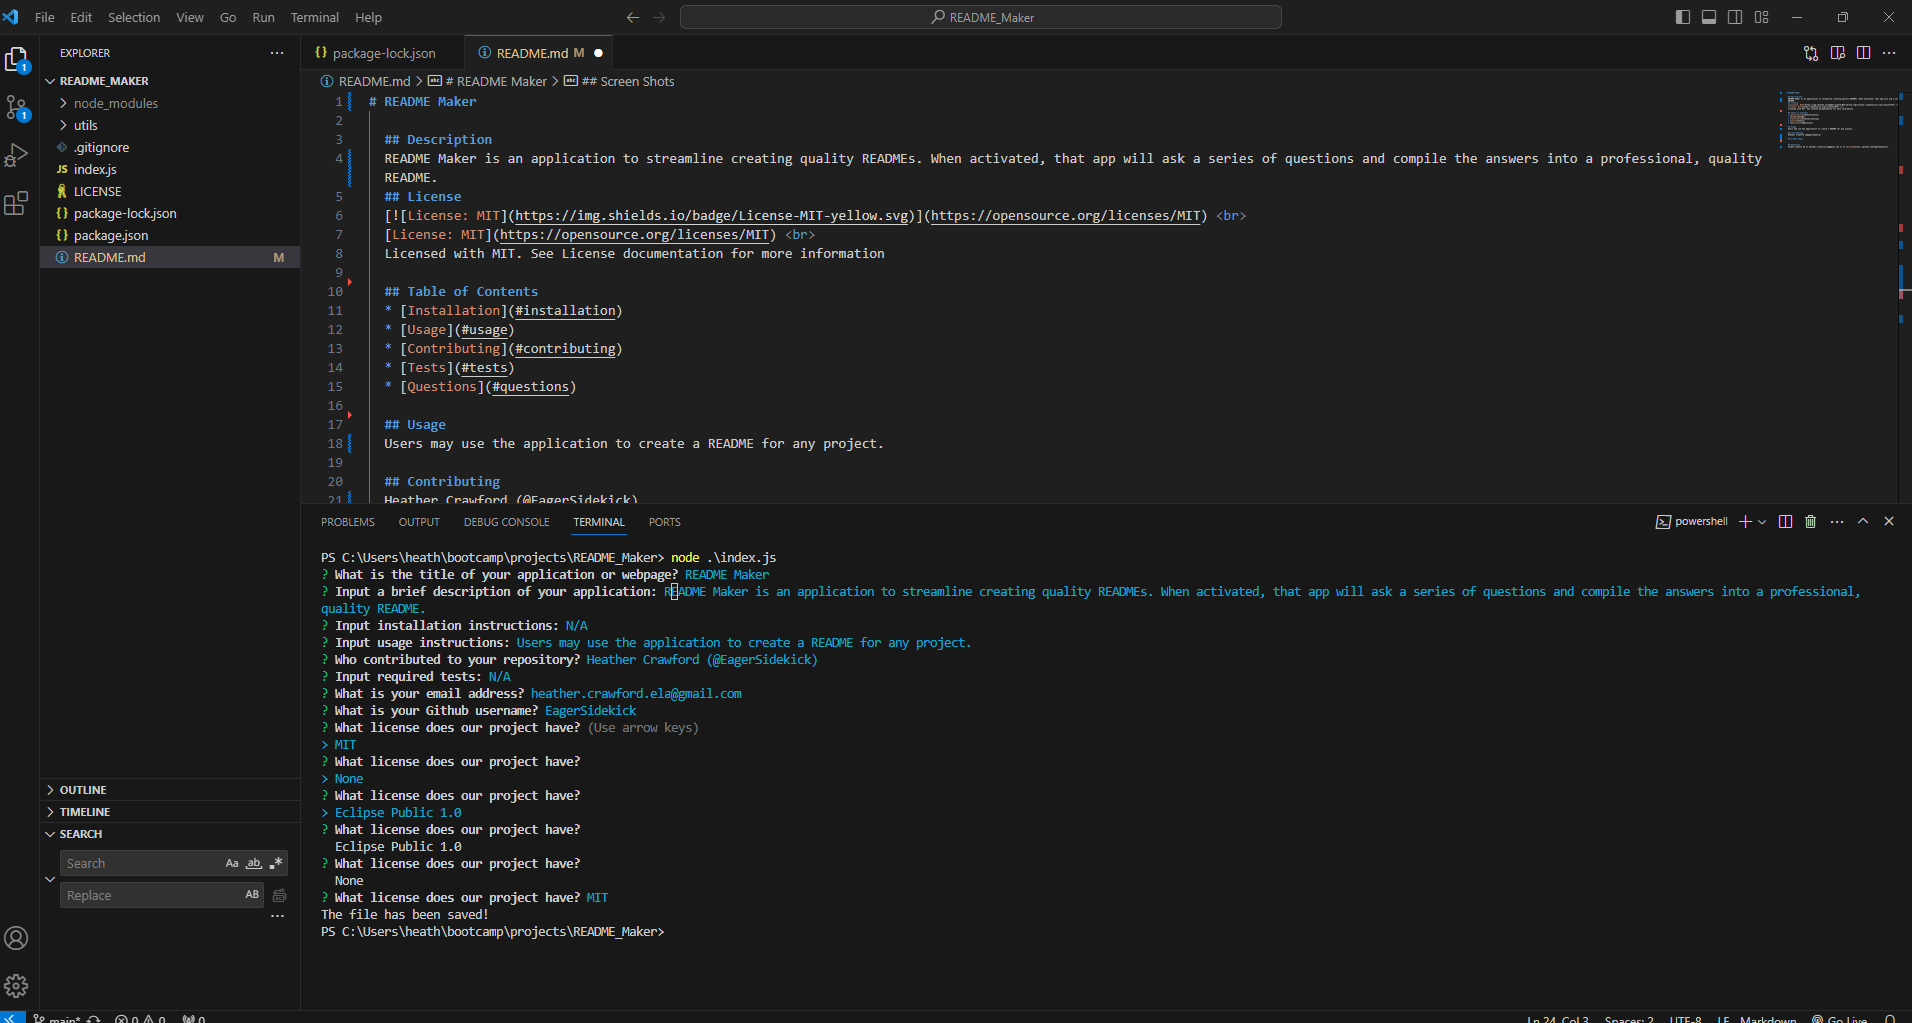 File Edit Selection View Go Run Terminal Help
README_Maker
EXPLORER
README_MAKER
node_modules
utils
.gitignore
JS index.js
LICENSE
{} package-lock.json
{} package.json
README.md M
OUTLINE
TIMELINE
SEARCH
Search Aa ab
Replace AB
{} package-lock.json
README.md M
README.md > # README Maker > ## Screen Shots
1 # README Maker
2
3 ## Description
4 README Maker is an application to streamline creating quality READMEs. When activated, that app will ask a series of questions and compile the answers into a professional, quality
README.
5 ## License
6 [![License: MIT](https://img.shields.io/badge/License-MIT-yellow.svg)](https://opensource.org/licenses/MIT) <br>
7 [License: MIT](https://opensource.org/licenses/MIT) <br>
8 Licensed with MIT. See License documentation for more information
9
10 ## Table of Contents
11 * [Installation](#installation)
12 * [Usage](#usage)
13 * [Contributing](#contributing)
14 * [Tests](#tests)
15 * [Questions](#questions)
16
17 ## Usage
18 Users may use the application to create a README for any project.
19
20 ## Contributing
21 Heather Crawford (@EagerSidekick)
PROBLEMS OUTPUT DEBUG CONSOLE TERMINAL PORTS
powershell
PS C:\Users\heath\bootcamp\projects\README_Maker> node .\index.js
? What is the title of your application or webpage? README Maker
? Input a brief description of your application: README Maker is an application to streamline creating quality READMEs. When activated, that app will ask a series of questions and compile the answers into a professional,
quality README.
? Input installation instructions: N/A
? Input usage instructions: Users may use the application to create a README for any project.
? Who contributed to your repository? Heather Crawford (@EagerSidekick)
? Input required tests: N/A
? What is your email address? heather.crawford.ela@gmail.com
? What is your Github username? EagerSidekick
? What license does our project have? (Use arrow keys)
> MIT
? What license does our project have?
> None
? What license does our project have?
> Eclipse Public 1.0
? What license does our project have?
Eclipse Public 1.0
? What license does our project have?
None
? What license does our project have? MIT
The file has been saved!
PS C:\Users\heath\bootcamp\projects\README_Maker>
main* 0 0 0
Ln 24, Col 3 Spaces: 2 UTF-8 LF Markdown Go Live